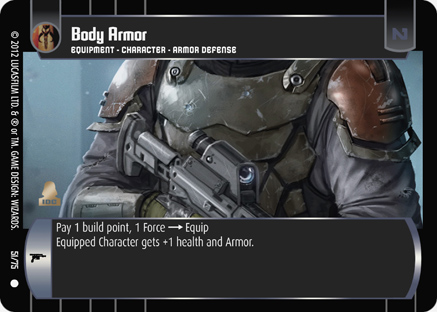 Body Armor
EQUIPMENT • CHARACTER • ARMOR DEFENSE
N
© 2012 LUCASFILM LTD. & ® OR TM. GAME DESIGN: WIZARDS.
IDC
Pay 1 build point, 1 Force → Equip
Equipped Character gets +1 health and Armor.
51/75